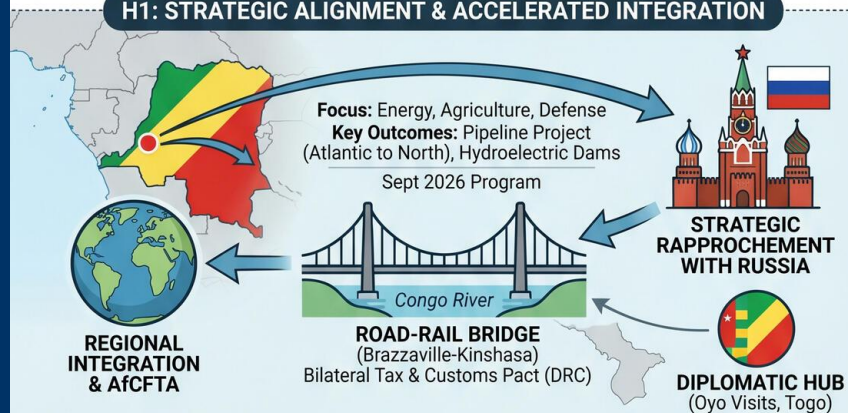 H1: STRATEGIC ALIGNMENT & ACCELERATED INTEGRATION
Focus: Energy, Agriculture, Defense
Key Outcomes: Pipeline Project
(Atlantic to North), Hydroelectric Dams
Sept 2026 Program
STRATEGIC
RAPPROCHEMENT
WITH RUSSIA
Congo River
ROAD-RAIL BRIDGE
(Brazzaville-Kinshasa)
Bilateral Tax & Customs Pact (DRC)
REGIONAL
INTEGRATION
& AfCFTA
DIPLOMATIC HUB
(Oyo Visits, Togo)